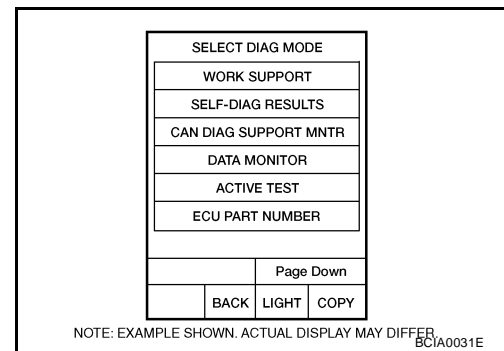 SELECT DIAG MODE
WORK SUPPORT
SELF-DIAG RESULTS
CAN DIAG SUPPORT MNTR
DATA MONITOR
ACTIVE TEST
ECU PART NUMBER
Page Down
BACK LIGHT COPY
NOTE: EXAMPLE SHOWN. ACTUAL DISPLAY MAY DIFFER.
BCIA0031E